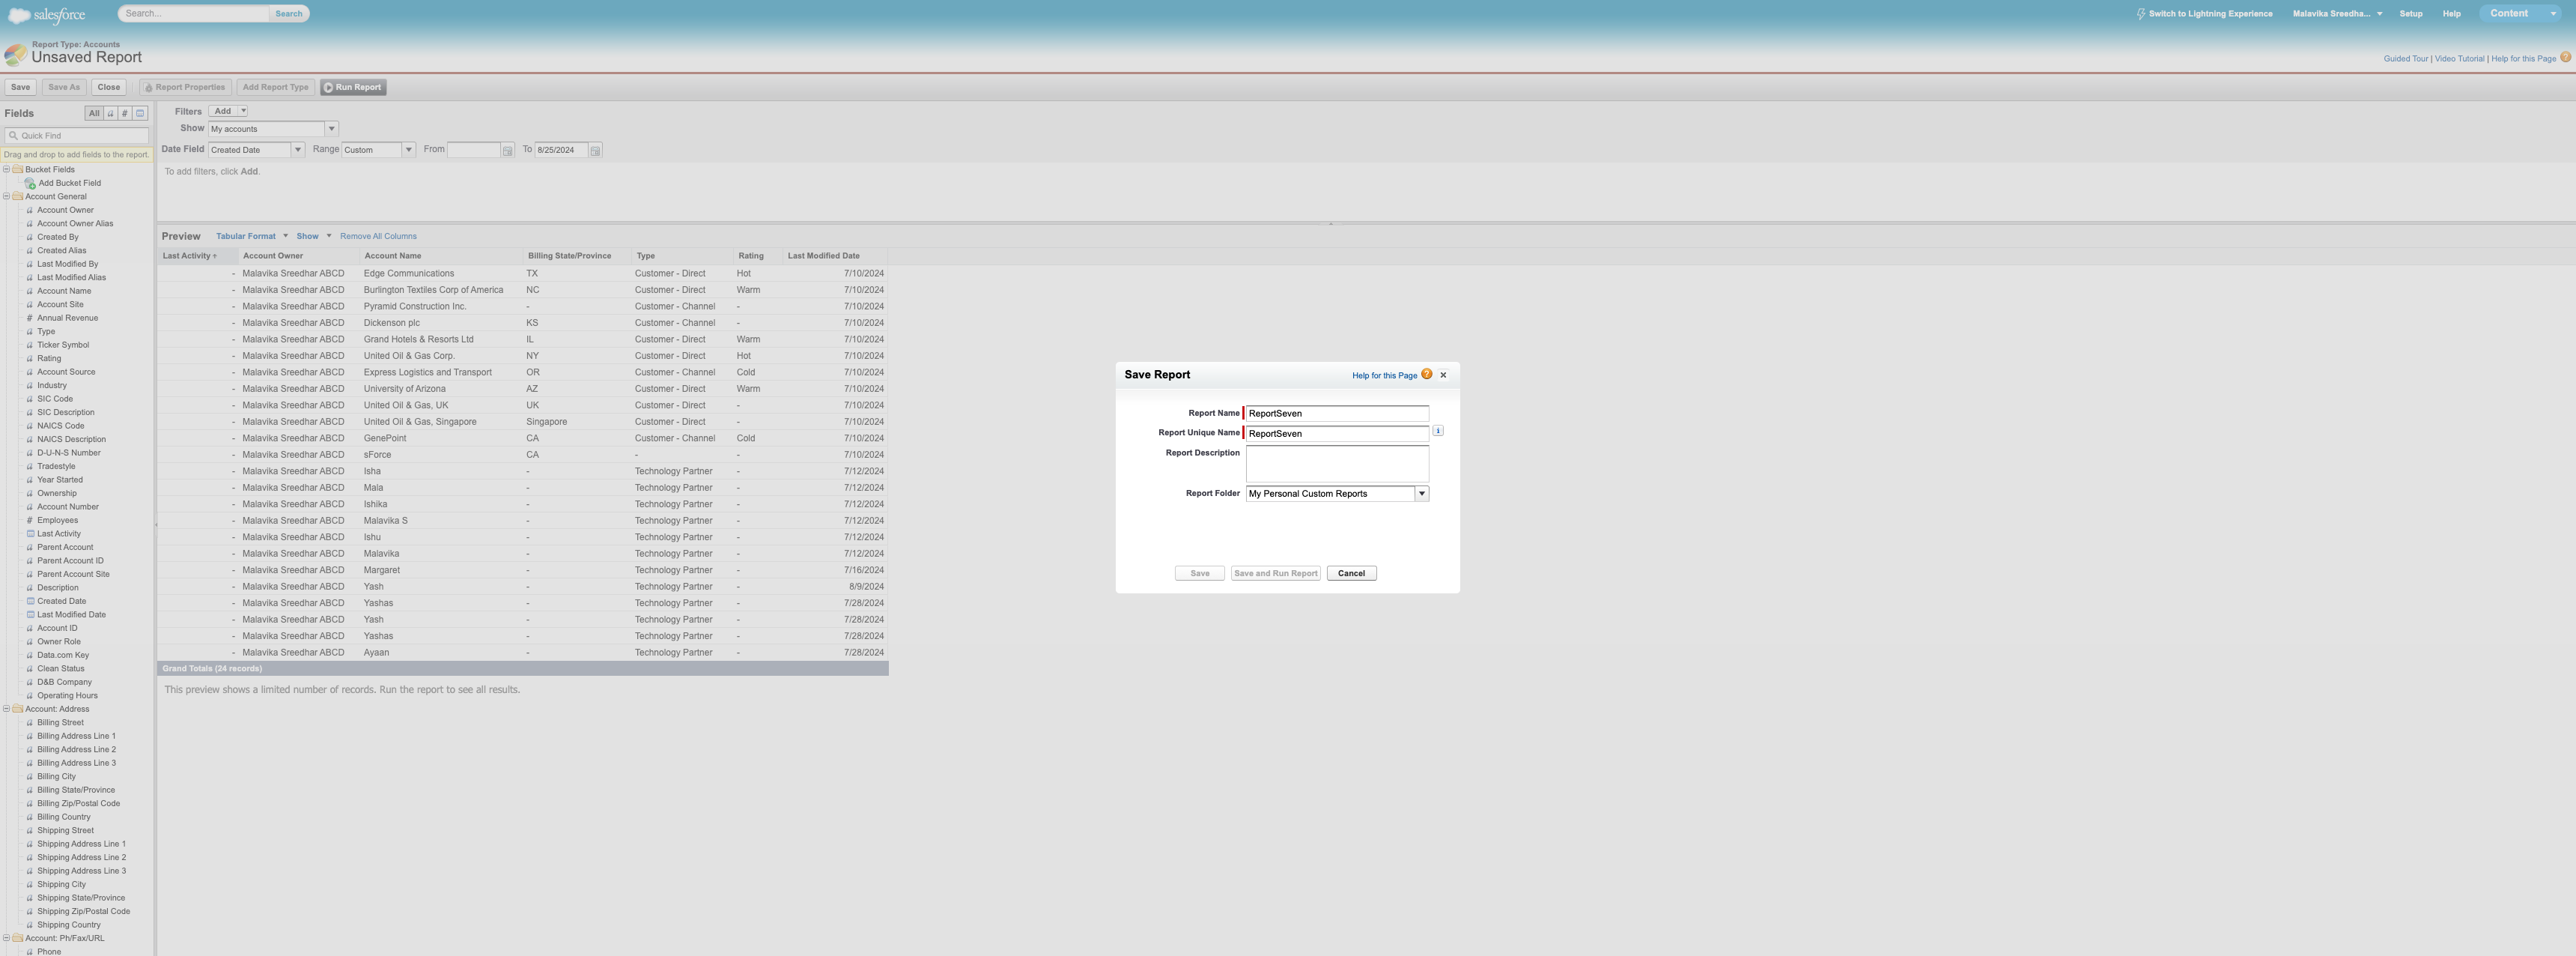 salesforce
Search...
Search
Switch to Lightning Experience
Malavika Sreedha...
Setup
Help
Content
Report Type: Accounts
Unsaved Report
Guided Tour | Video Tutorial | Help for this Page
Save
Save As
Close
Report Properties
Add Report Type
Run Report
Fields
All
#
Quick Find
Drag and drop to add fields to the report.
Bucket Fields
Add Bucket Field
Account General
Account Owner
Account Owner Alias
Created By
Created Alias
Last Modified By
Last Modified Alias
Account Name
Account Site
# Annual Revenue
Type
Ticker Symbol
Rating
Account Source
Industry
SIC Code
SIC Description
NAICS Code
NAICS Description
D-U-N-S Number
Tradestyle
Year Started
Ownership
Account Number
# Employees
Last Activity
Parent Account
Parent Account ID
Parent Account Site
Description
Created Date
Last Modified Date
Account ID
Owner Role
Data.com Key
Clean Status
D&B Company
Operating Hours
Account: Address
Billing Street
Billing Address Line 1
Billing Address Line 2
Billing Address Line 3
Billing City
Billing State/Province
Billing Zip/Postal Code
Billing Country
Shipping Street
Shipping Address Line 1
Shipping Address Line 2
Shipping Address Line 3
Shipping City
Shipping State/Province
Shipping Zip/Postal Code
Shipping Country
Account: Ph/Fax/URL
Phone
Filters Add
Show My accounts
Date Field Created Date Range Custom From To 8/25/2024
To add filters, click Add.
Preview Tabular Format Show Remove All Columns
Last Activity ↑ Account Owner Account Name Billing State/Province Type Rating Last Modified Date
- Malavika Sreedhar ABCD Edge Communications TX Customer - Direct Hot 7/10/2024
- Malavika Sreedhar ABCD Burlington Textiles Corp of America NC Customer - Direct Warm 7/10/2024
- Malavika Sreedhar ABCD Pyramid Construction Inc. - Customer - Channel - 7/10/2024
- Malavika Sreedhar ABCD Dickenson plc KS Customer - Channel - 7/10/2024
- Malavika Sreedhar ABCD Grand Hotels & Resorts Ltd IL Customer - Direct Warm 7/10/2024
- Malavika Sreedhar ABCD United Oil & Gas Corp. NY Customer - Direct Hot 7/10/2024
- Malavika Sreedhar ABCD Express Logistics and Transport OR Customer - Channel Cold 7/10/2024
- Malavika Sreedhar ABCD University of Arizona AZ Customer - Direct Warm 7/10/2024
- Malavika Sreedhar ABCD United Oil & Gas, UK UK Customer - Direct - 7/10/2024
- Malavika Sreedhar ABCD United Oil & Gas, Singapore Singapore Customer - Direct - 7/10/2024
- Malavika Sreedhar ABCD GenePoint CA Customer - Channel Cold 7/10/2024
- Malavika Sreedhar ABCD sForce CA - - 7/10/2024
- Malavika Sreedhar ABCD Isha - Technology Partner - 7/12/2024
- Malavika Sreedhar ABCD Mala - Technology Partner - 7/12/2024
- Malavika Sreedhar ABCD Ishika - Technology Partner - 7/12/2024
- Malavika Sreedhar ABCD Malavika S - Technology Partner - 7/12/2024
- Malavika Sreedhar ABCD Ishu - Technology Partner - 7/12/2024
- Malavika Sreedhar ABCD Malavika - Technology Partner - 7/12/2024
- Malavika Sreedhar ABCD Margaret - Technology Partner - 7/16/2024
- Malavika Sreedhar ABCD Yash - Technology Partner - 8/9/2024
- Malavika Sreedhar ABCD Yashas - Technology Partner - 7/28/2024
- Malavika Sreedhar ABCD Yash - Technology Partner - 7/28/2024
- Malavika Sreedhar ABCD Yashas - Technology Partner - 7/28/2024
- Malavika Sreedhar ABCD Ayaan - Technology Partner - 7/28/2024
Grand Totals (24 records)
This preview shows a limited number of records. Run the report to see all results.
Save Report
Help for this Page
Report Name ReportSeven
Report Unique Name ReportSeven
Report Description
Report Folder My Personal Custom Reports
Save
Save and Run Report
Cancel